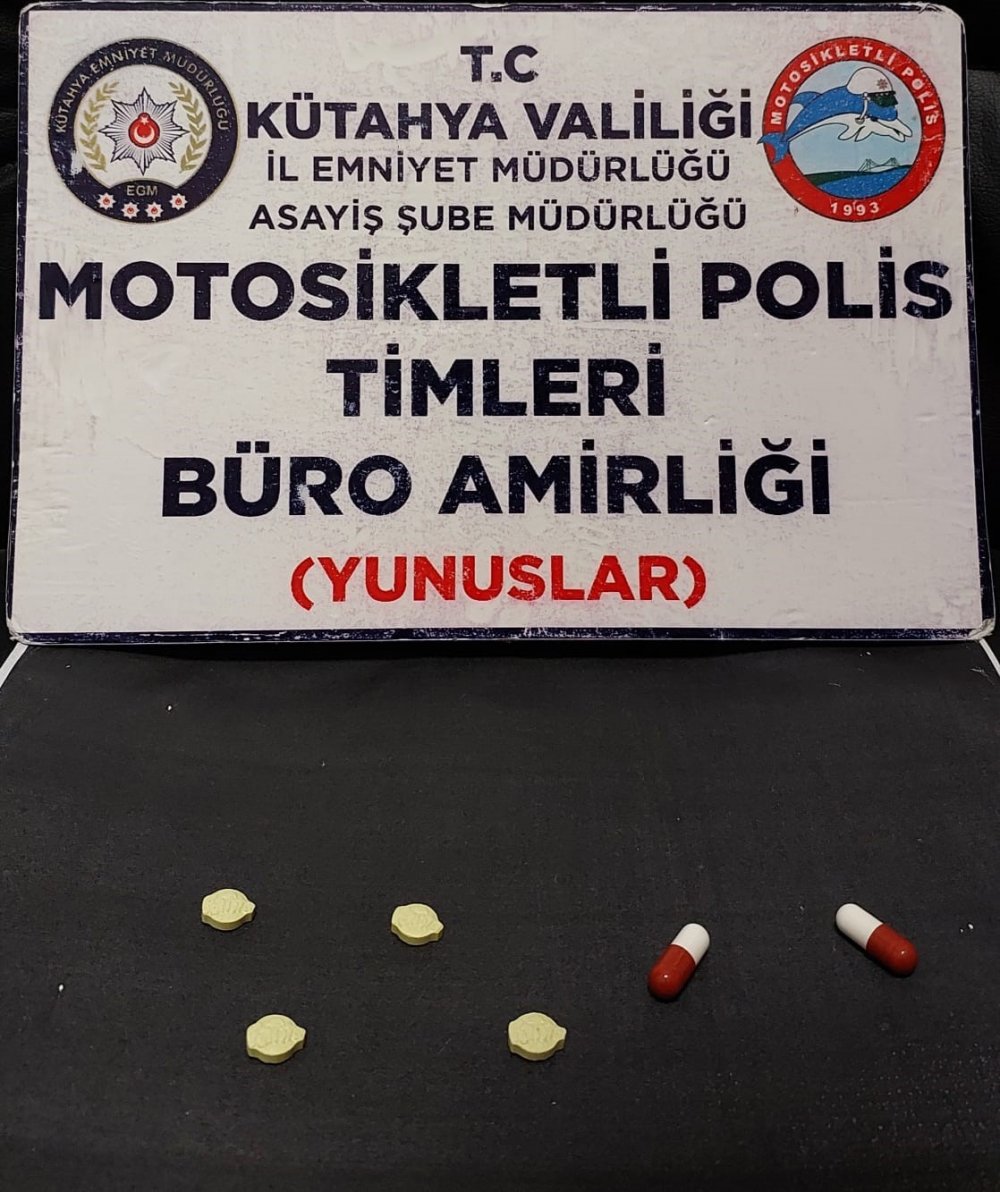 T.C
KÜTAHYA VALİLİĞİ
İL EMNİYET MÜDÜRLÜĞÜ
ASAYİŞ ŞUBE MÜDÜRLÜĞÜ
MOTOSİKLETLİ POLİS
TİMLERİ
BÜRO AMİRLİĞİ
(YUNUSLAR)
KÜTAHYA EMNİYET MÜDÜRLÜĞÜ
EGM
MOTOSİKLETLİ POLİS
1993